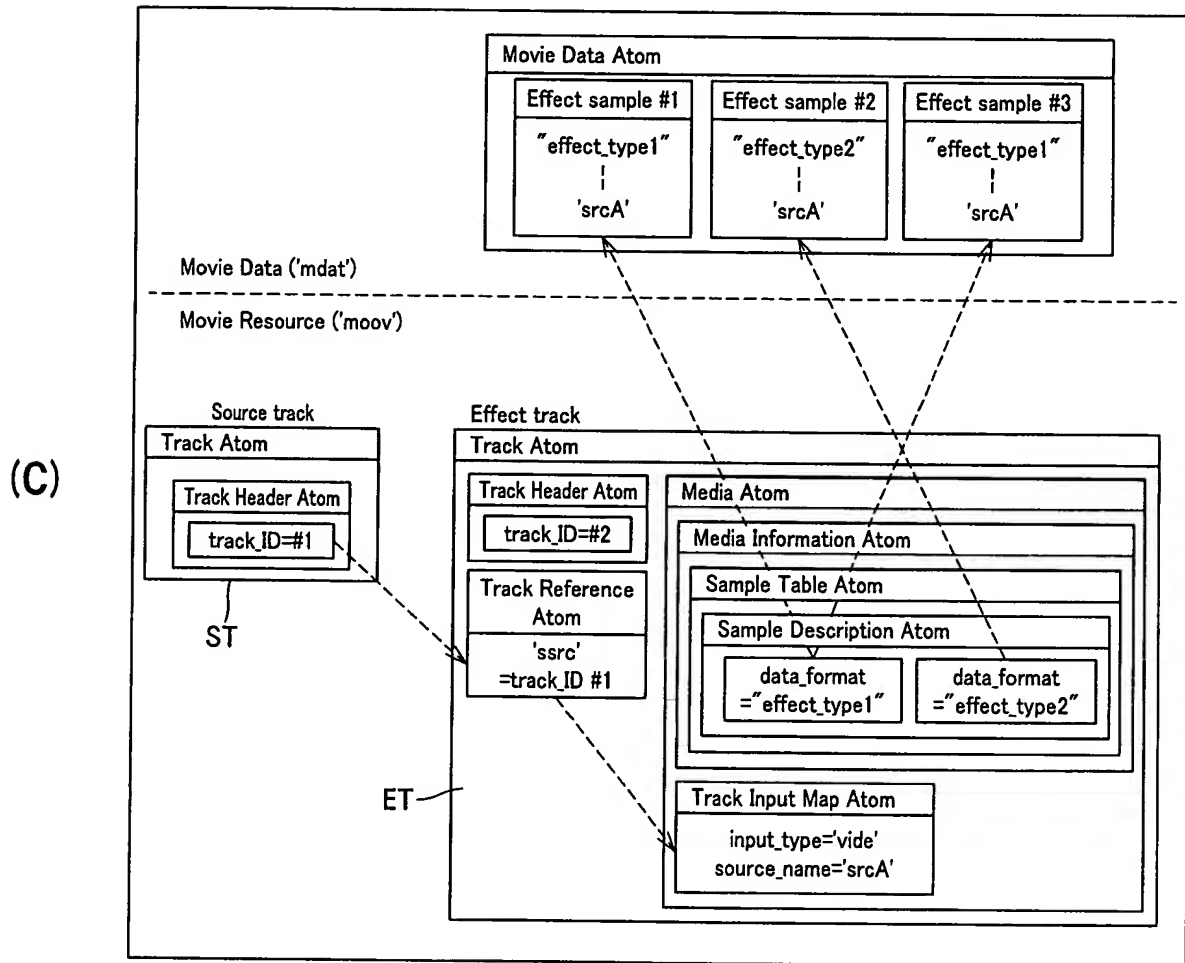 Movie Data Atom
Effect sample #1
"effect_type1"
'srcA'
Effect sample #2
"effect_type2"
'srcA'
Effect sample #3
"effect_type1"
'srcA'
Movie Data ('mdat')
Movie Resource ('moov')
(C)
Source track
Track Atom
Track Header Atom
track_ID=#1
ST
Effect track
Track Atom
Track Header Atom
track_ID=#2
Track Reference
Atom
'ssrc'
=track_ID #1
ET
Media Atom
Media Information Atom
Sample Table Atom
Sample Description Atom
data_format
="effect_type1"
data_format
="effect_type2"
Track Input Map Atom
input_type='vide'
source_name='srcA'